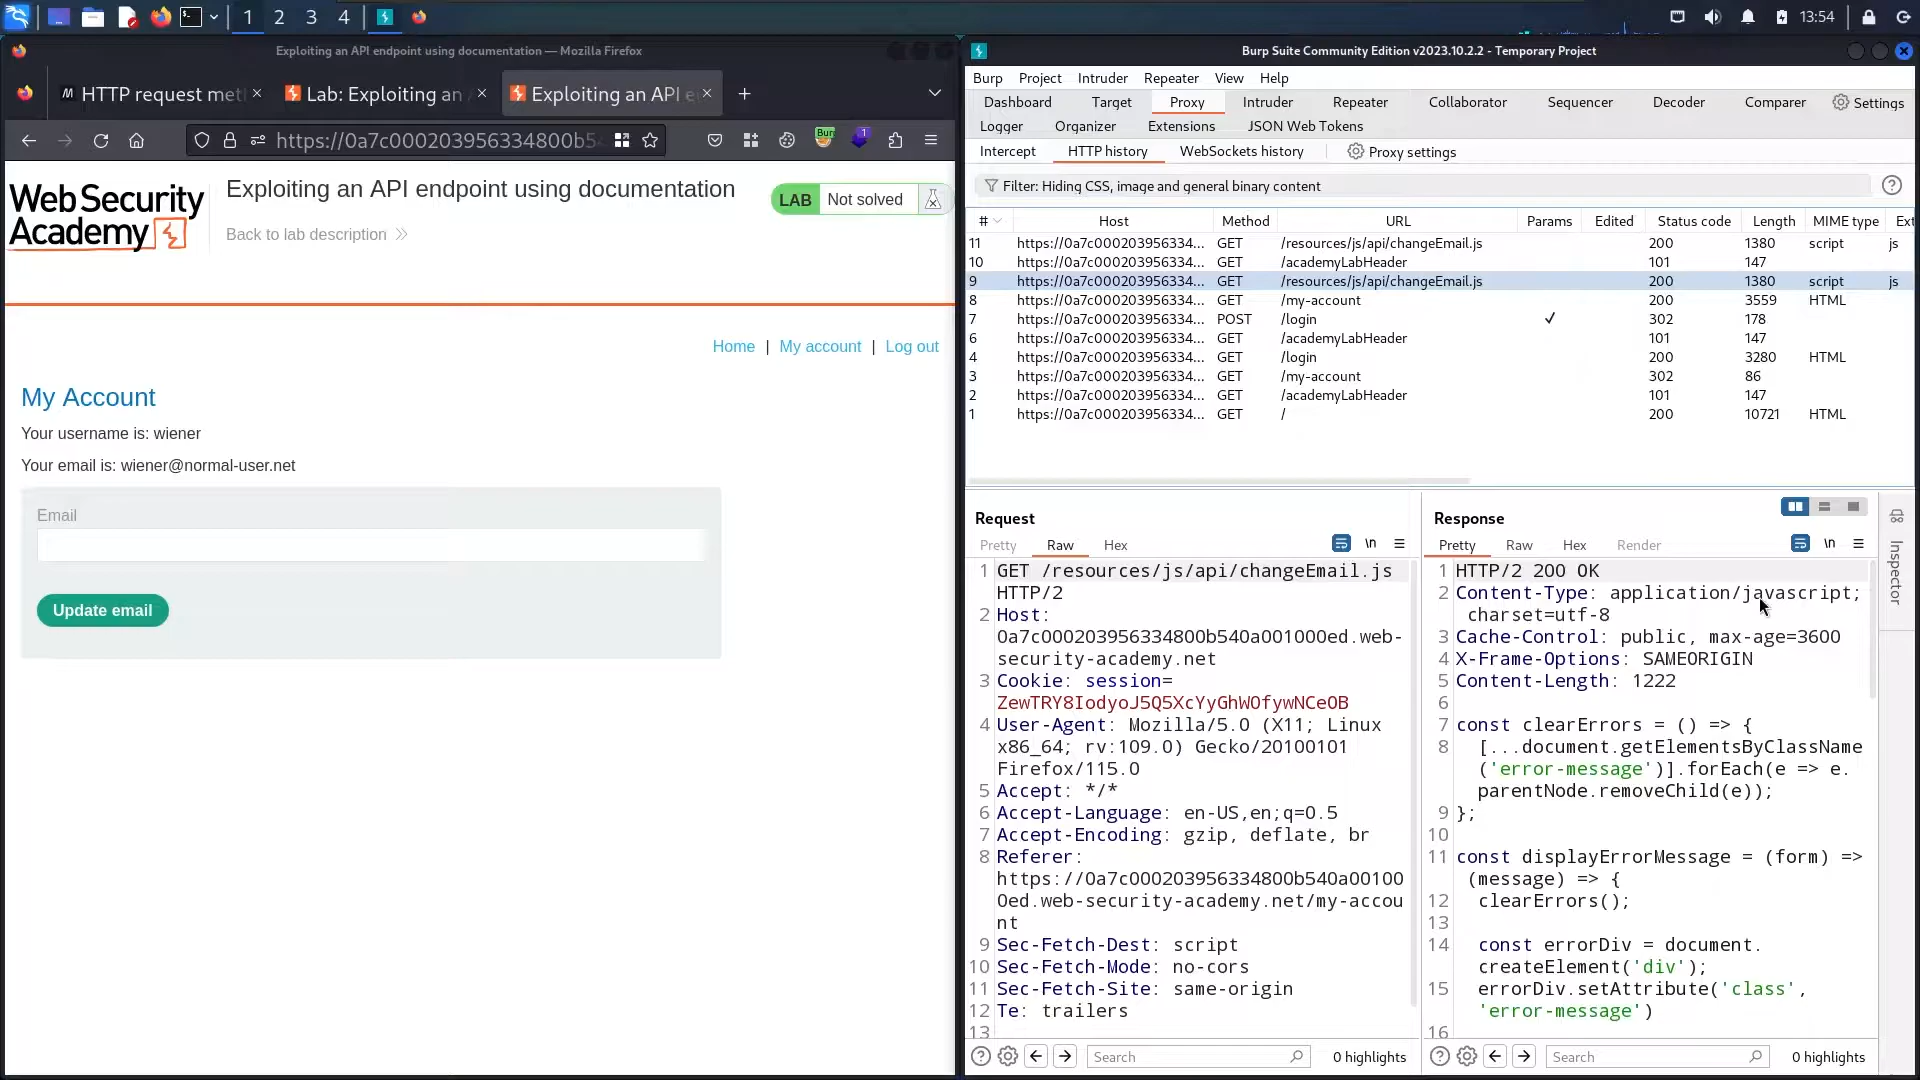 1 2 3 4
13:54
Exploiting an API endpoint using documentation — Mozilla Firefox
HTTP request met
Lab: Exploiting an
Exploiting an API e
https://0a7c000203956334800b5
Bur
1
Web Security
Academy
Exploiting an API endpoint using documentation
Back to lab description
LAB Not solved
Home | My account | Log out
My Account
Your username is: wiener
Your email is: wiener@normal-user.net
Email
Update email
Burp Suite Community Edition v2023.10.2.2 - Temporary Project
Burp Project Intruder Repeater View Help
Dashboard Target Proxy Intruder Repeater Collaborator Sequencer Decoder Comparer Settings
Logger Organizer Extensions JSON Web Tokens
Intercept HTTP history WebSockets history Proxy settings
Filter: Hiding CSS, image and general binary content
# Host Method URL Params Edited Status code Length MIME type Ext
11 https://0a7c000203956334... GET /resources/js/api/changeEmail.js 200 1380 script js
10 https://0a7c000203956334... GET /academyLabHeader 101 147
9 https://0a7c000203956334... GET /resources/js/api/changeEmail.js 200 1380 script js
8 https://0a7c000203956334... GET /my-account 200 3559 HTML
7 https://0a7c000203956334... POST /login ✓ 302 178
6 https://0a7c000203956334... GET /academyLabHeader 101 147
4 https://0a7c000203956334... GET /login 200 3280 HTML
3 https://0a7c000203956334... GET /my-account 302 86
2 https://0a7c000203956334... GET /academyLabHeader 101 147
1 https://0a7c000203956334... GET / 200 10721 HTML
Request
Pretty Raw Hex \n
1 GET /resources/js/api/changeEmail.js
HTTP/2
2 Host:
0a7c000203956334800b540a001000ed.web-
security-academy.net
3 Cookie: session=
ZewTRY8IodyoJ5Q5XcYyGhWOfywNCeOB
4 User-Agent: Mozilla/5.0 (X11; Linux
x86_64; rv:109.0) Gecko/20100101
Firefox/115.0
5 Accept: */*
6 Accept-Language: en-US,en;q=0.5
7 Accept-Encoding: gzip, deflate, br
8 Referer:
https://0a7c000203956334800b540a00100
0ed.web-security-academy.net/my-accou
nt
9 Sec-Fetch-Dest: script
10 Sec-Fetch-Mode: no-cors
11 Sec-Fetch-Site: same-origin
12 Te: trailers
13
Search 0 highlights
Response
Pretty Raw Hex Render \n
1 HTTP/2 200 OK
2 Content-Type: application/javascript;
charset=utf-8
3 Cache-Control: public, max-age=3600
4 X-Frame-Options: SAMEORIGIN
5 Content-Length: 1222
6
7 const clearErrors = () => {
8 [...document.getElementsByClassName
('error-message')].forEach(e => e.
parentNode.removeChild(e));
9 };
10
11 const displayErrorMessage = (form) =>
(message) => {
12 clearErrors();
13
14 const errorDiv = document.
createElement('div');
15 errorDiv.setAttribute('class',
'error-message')
16
Search 0 highlights
Inspector